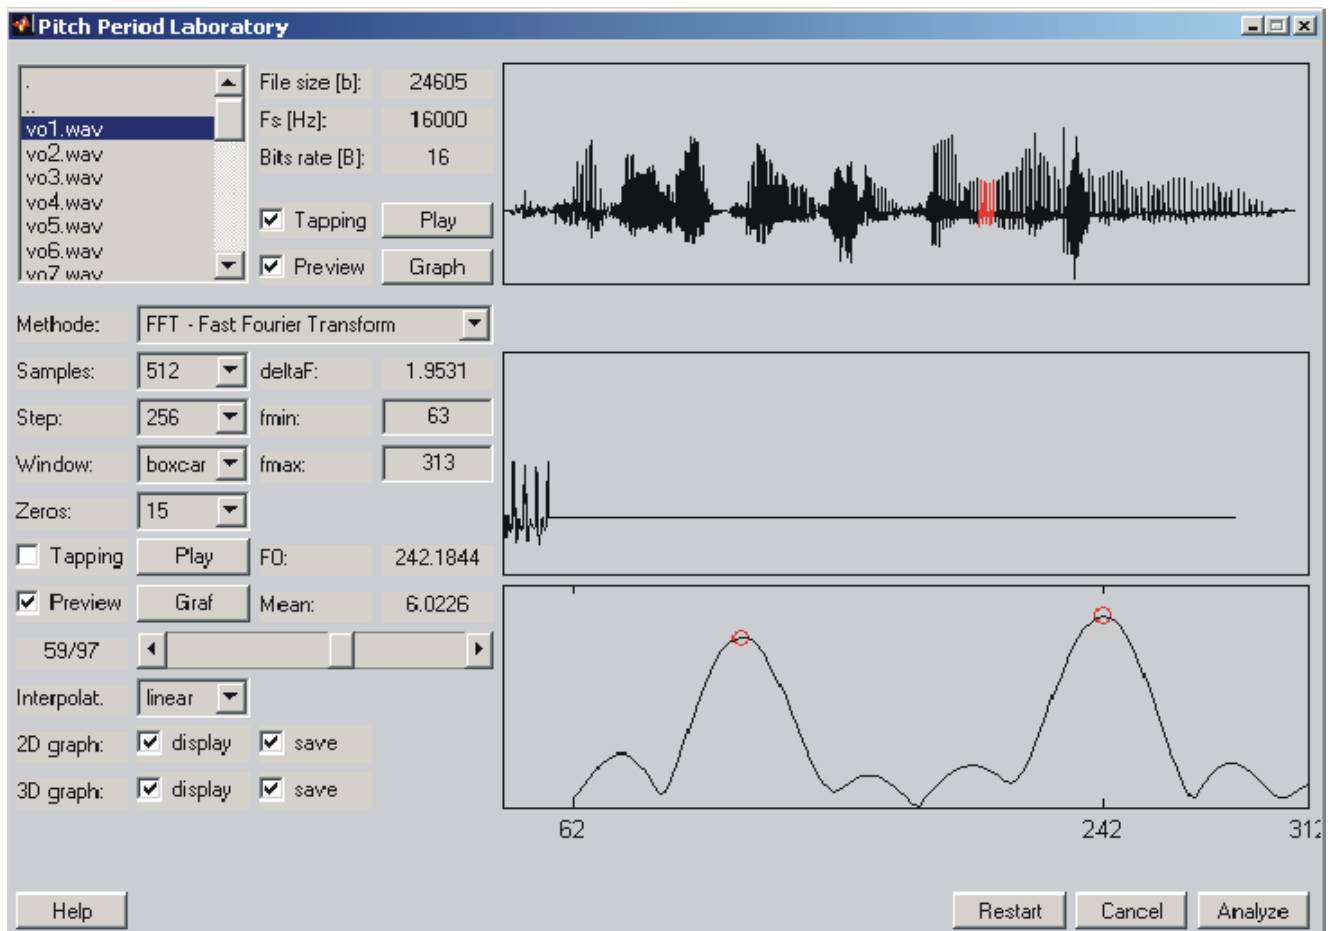 Pitch Period Laboratory
.
..
vo1.wav
vo2.wav
vo3.wav
vo4.wav
vo5.wav
vo6.wav
vo7.wav
File size [b]: 24605
Fs [Hz]: 16000
Bits rate [B]: 16
Tapping Play
Preview Graph
Methode: FFT - Fast Fourier Transform
Samples: 512 deltaF: 1.9531
Step: 256 fmin: 63
Window: boxcar fmax: 313
Zeros: 15
Tapping Play F0: 242.1844
Preview Graf Mean: 6.0226
59/97
Interpolat. linear
2D graph: display save
3D graph: display save
62 242 312
Help Restart Cancel Analyze